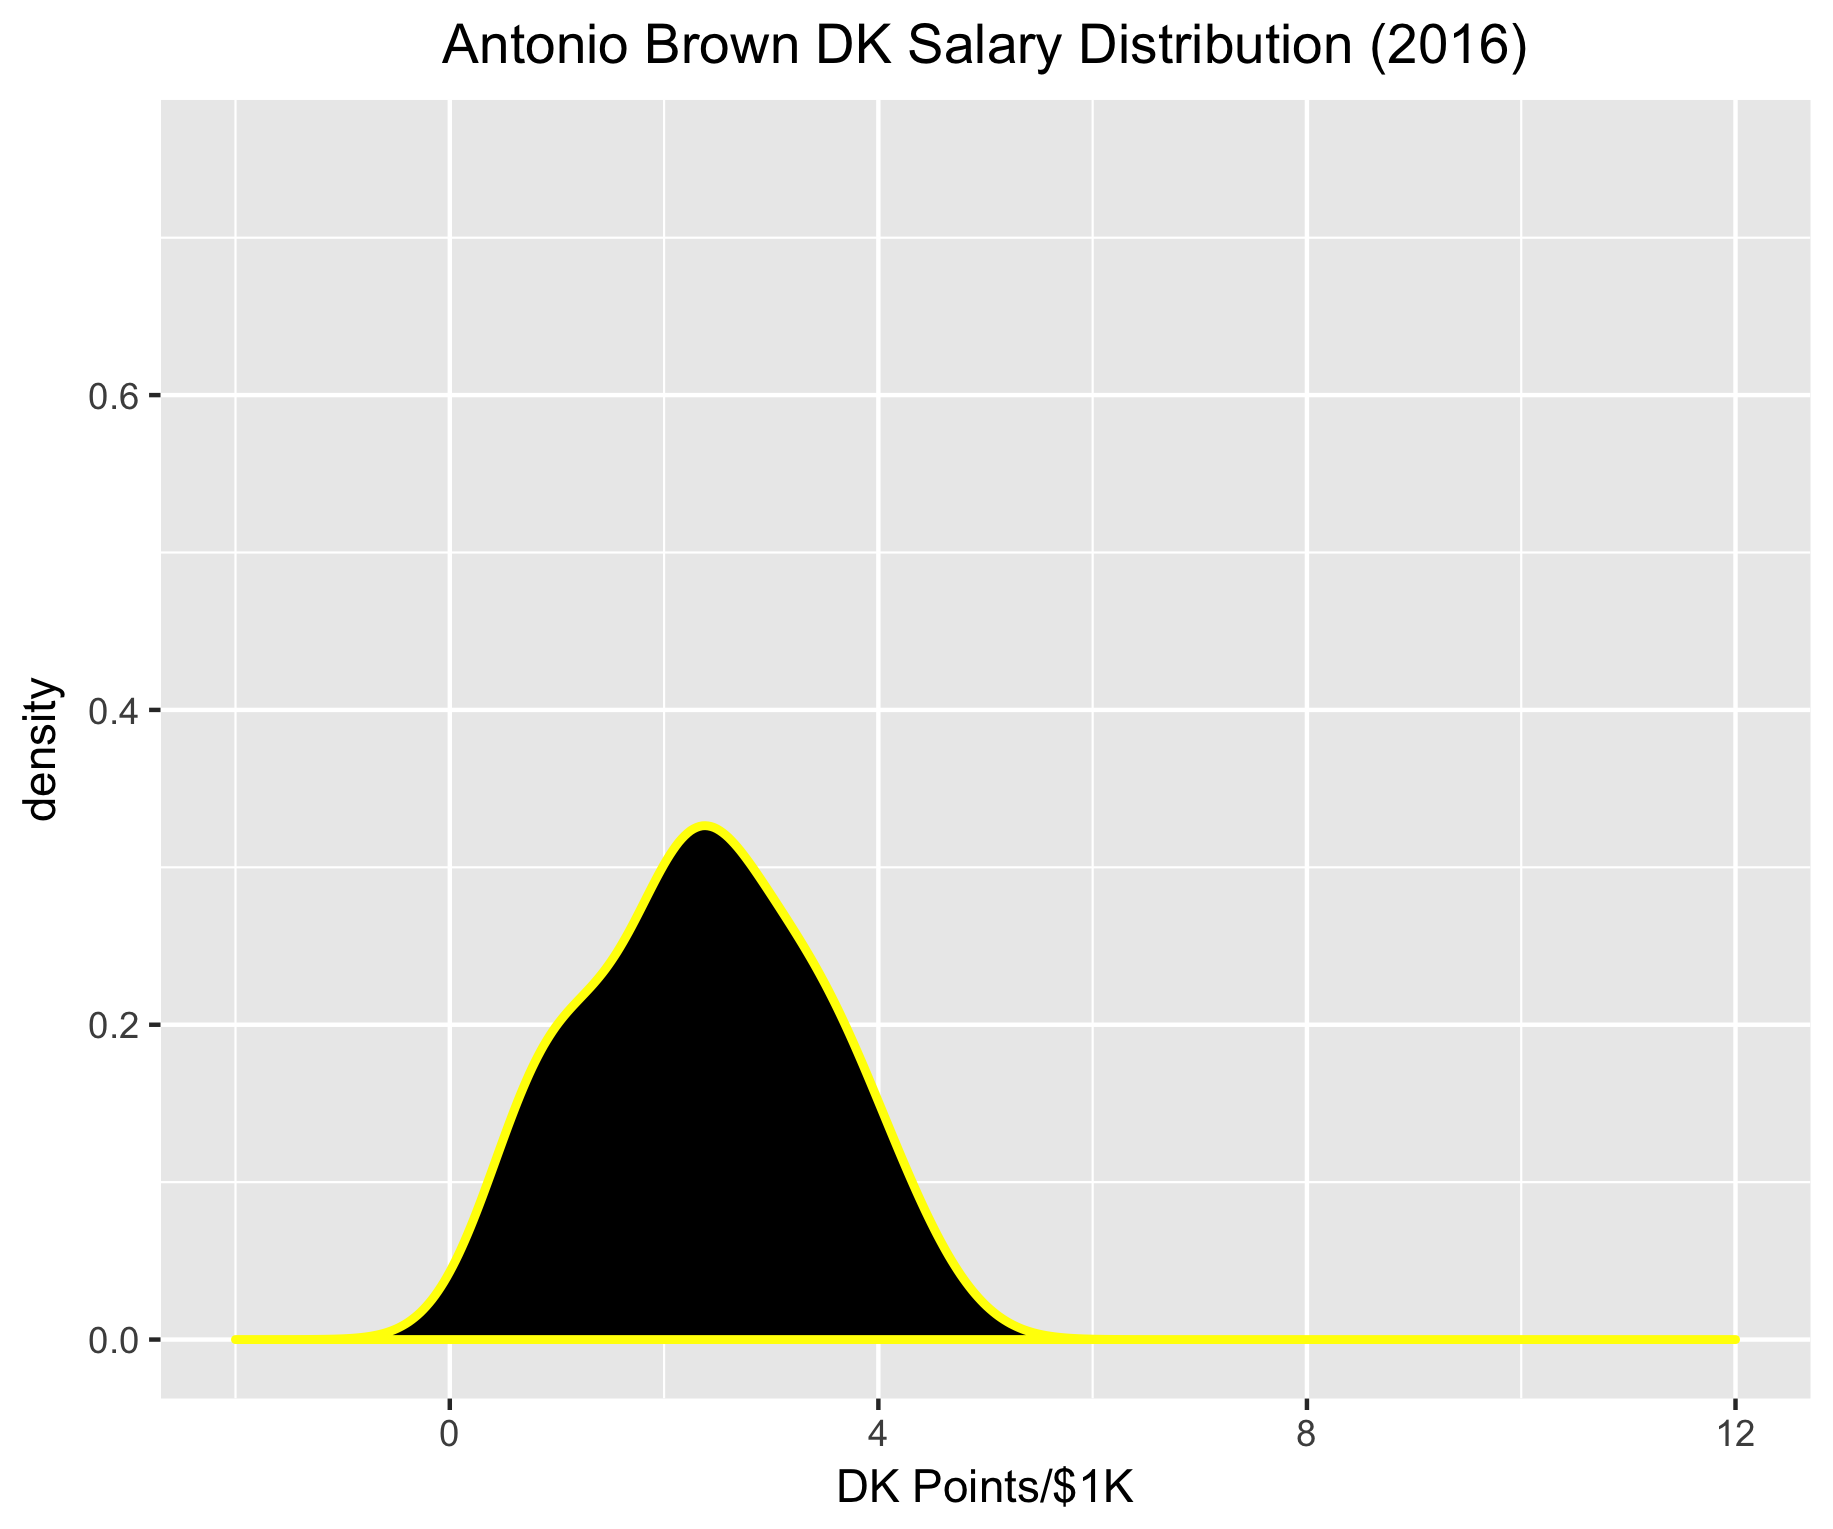 Antonio Brown DK Salary Distribution (2016)
density
0.6
0.4
0.2
0.0
0 4 8 12
DK Points/$1K